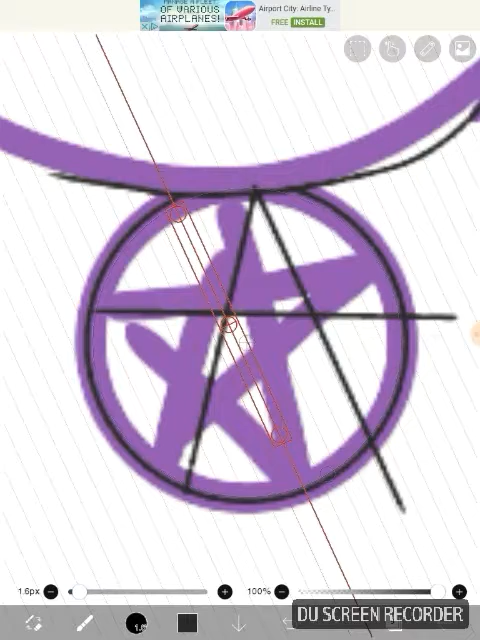 OF VARIOUS
AIRPLANES!
Airport City: Airline Ty..
FREE INSTALL
1.6px
100%
DU SCREEN RECORDER